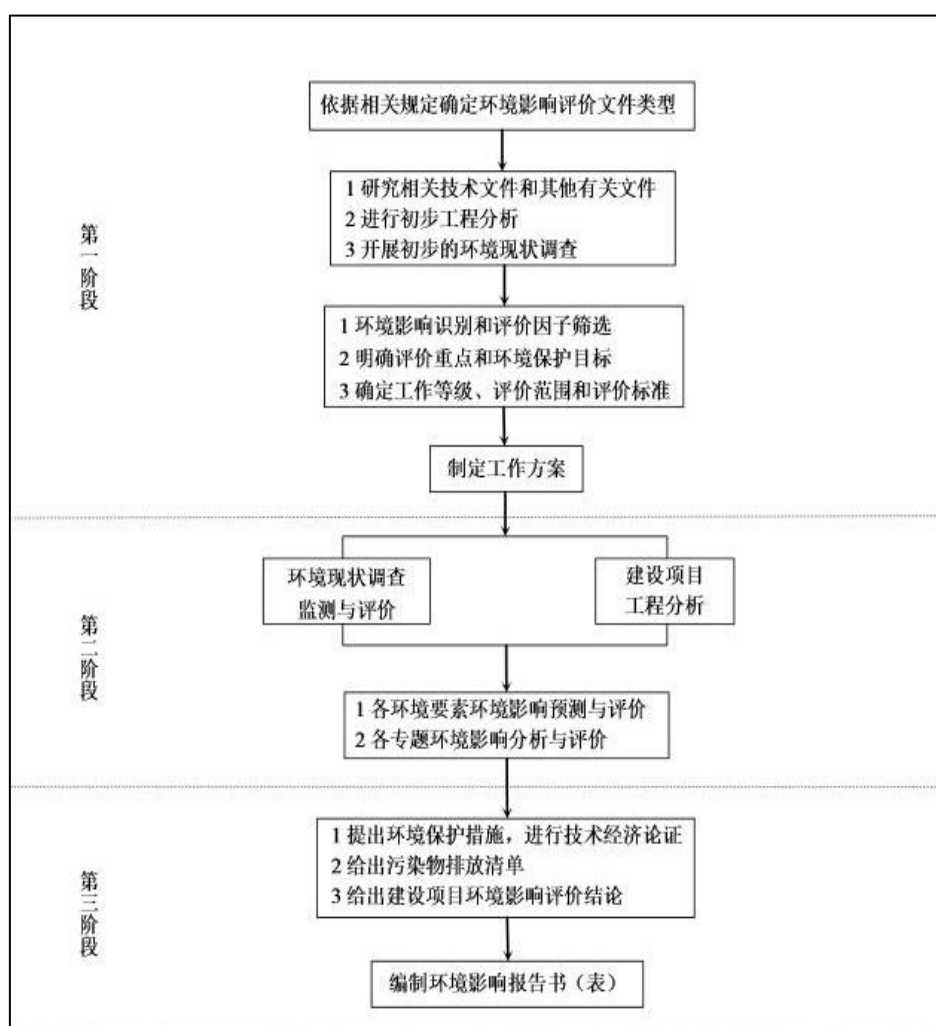 依据相关规定确定环境影响评价文件类型
1 研究相关技术文件和其他有关文件
2 进行初步工程分析
3 开展初步的环境现状调查
第一阶段
1 环境影响识别和评价因子筛选
2 明确评价重点和环境保护目标
3 确定工作等级、评价范围和评价标准
制定工作方案
环境现状调查
监测与评价
建设项目
工程分析
第二阶段
1 各环境要素环境影响预测与评价
2 各专题环境影响分析与评价
1 提出环境保护措施，进行技术经济论证
2 给出污染物排放清单
3 给出建设项目环境影响评价结论
第三阶段
编制环境影响报告书（表）